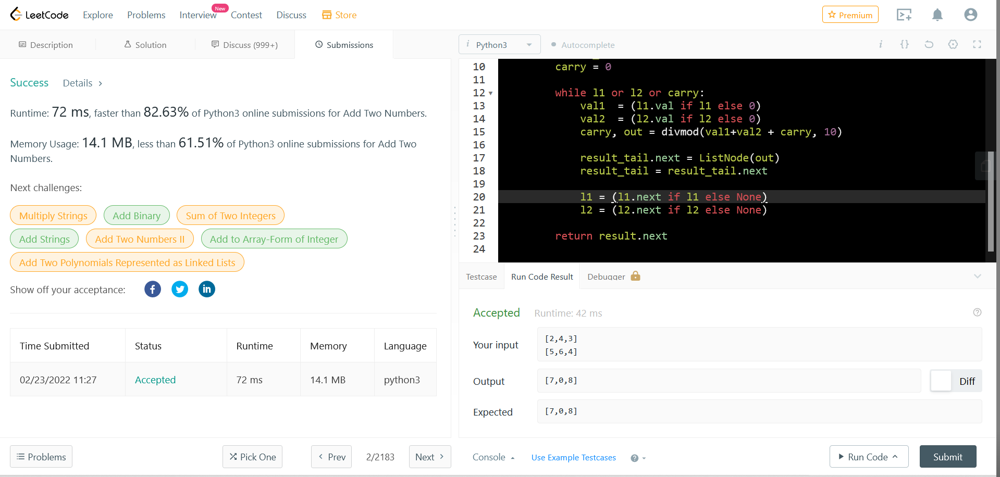 LeetCode Explore Problems Interview New Contest Discuss Store Premium
Description Solution Discuss (999+) Submissions
i Python3 Autocomplete i {}
Success Details >
Runtime: 72 ms, faster than 82.63% of Python3 online submissions for Add Two Numbers.
Memory Usage: 14.1 MB, less than 61.51% of Python3 online submissions for Add Two
Numbers.
Next challenges:
Multiply Strings Add Binary Sum of Two Integers
Add Strings Add Two Numbers II Add to Array-Form of Integer
Add Two Polynomials Represented as Linked Lists
Show off your acceptance:
Time Submitted Status Runtime Memory Language
02/23/2022 11:27 Accepted 72 ms 14.1 MB python3
Problems Pick One < Prev 2/2183 Next >
10 carry = 0
11
12 while l1 or l2 or carry:
13 val1  = (l1.val if l1 else 0)
14 val2  = (l2.val if l2 else 0)
15 carry, out = divmod(val1+val2 + carry, 10)
16
17 result_tail.next = ListNode(out)
18 result_tail = result_tail.next
19
20 l1 = (l1.next if l1 else None)
21 l2 = (l2.next if l2 else None)
22
23 return result.next
24
Testcase Run Code Result Debugger
Accepted Runtime: 42 ms
Your input
[2,4,3]
[5,6,4]
Output [7,0,8] Diff
Expected [7,0,8]
Console Use Example Testcases Run Code Submit